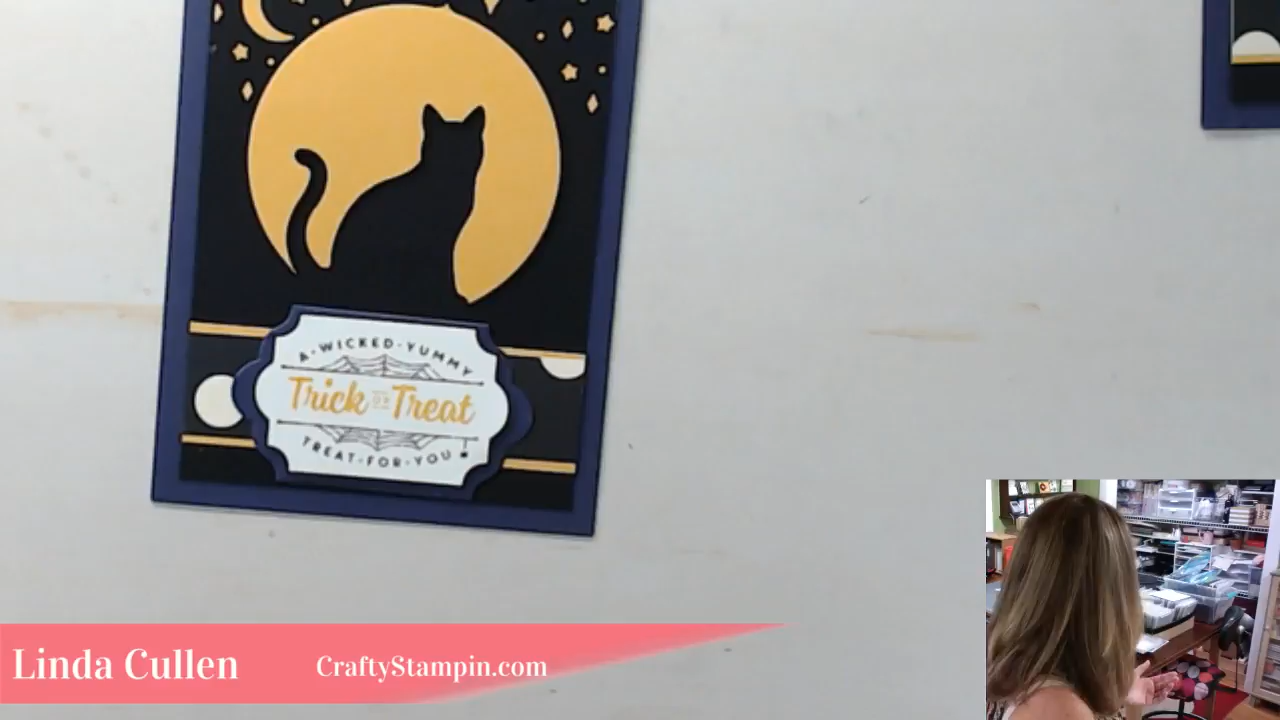 A·WICKED·YUMMY
Trick OR Treat
TREAT·FOR·YOU
Linda Cullen
CraftyStampin.com